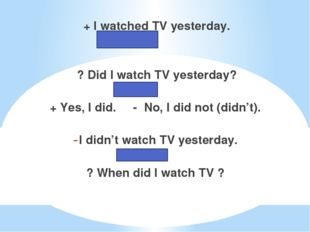 + I watched TV yesterday.
? Did I watch TV yesterday?
+ Yes, I did. - No, I did not (didn't).
-I didn't watch TV yesterday.
? When did I watch TV ?